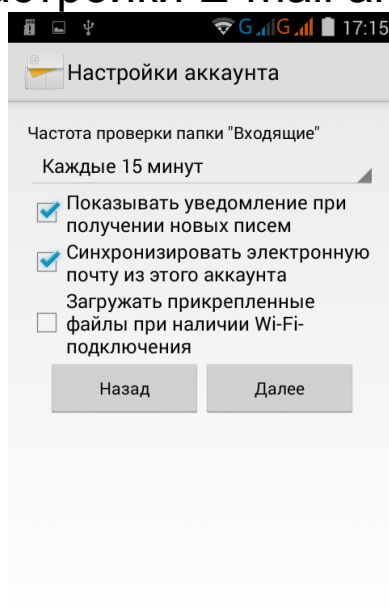 17:15
Настройки аккаунта
Частота проверки папки "Входящие"
Каждые 15 минут
Показывать уведомление при
получении новых писем
Синхронизировать электронную
почту из этого аккаунта
Загружать прикрепленные
файлы при наличии Wi-Fi-
подключения
Назад
Далее